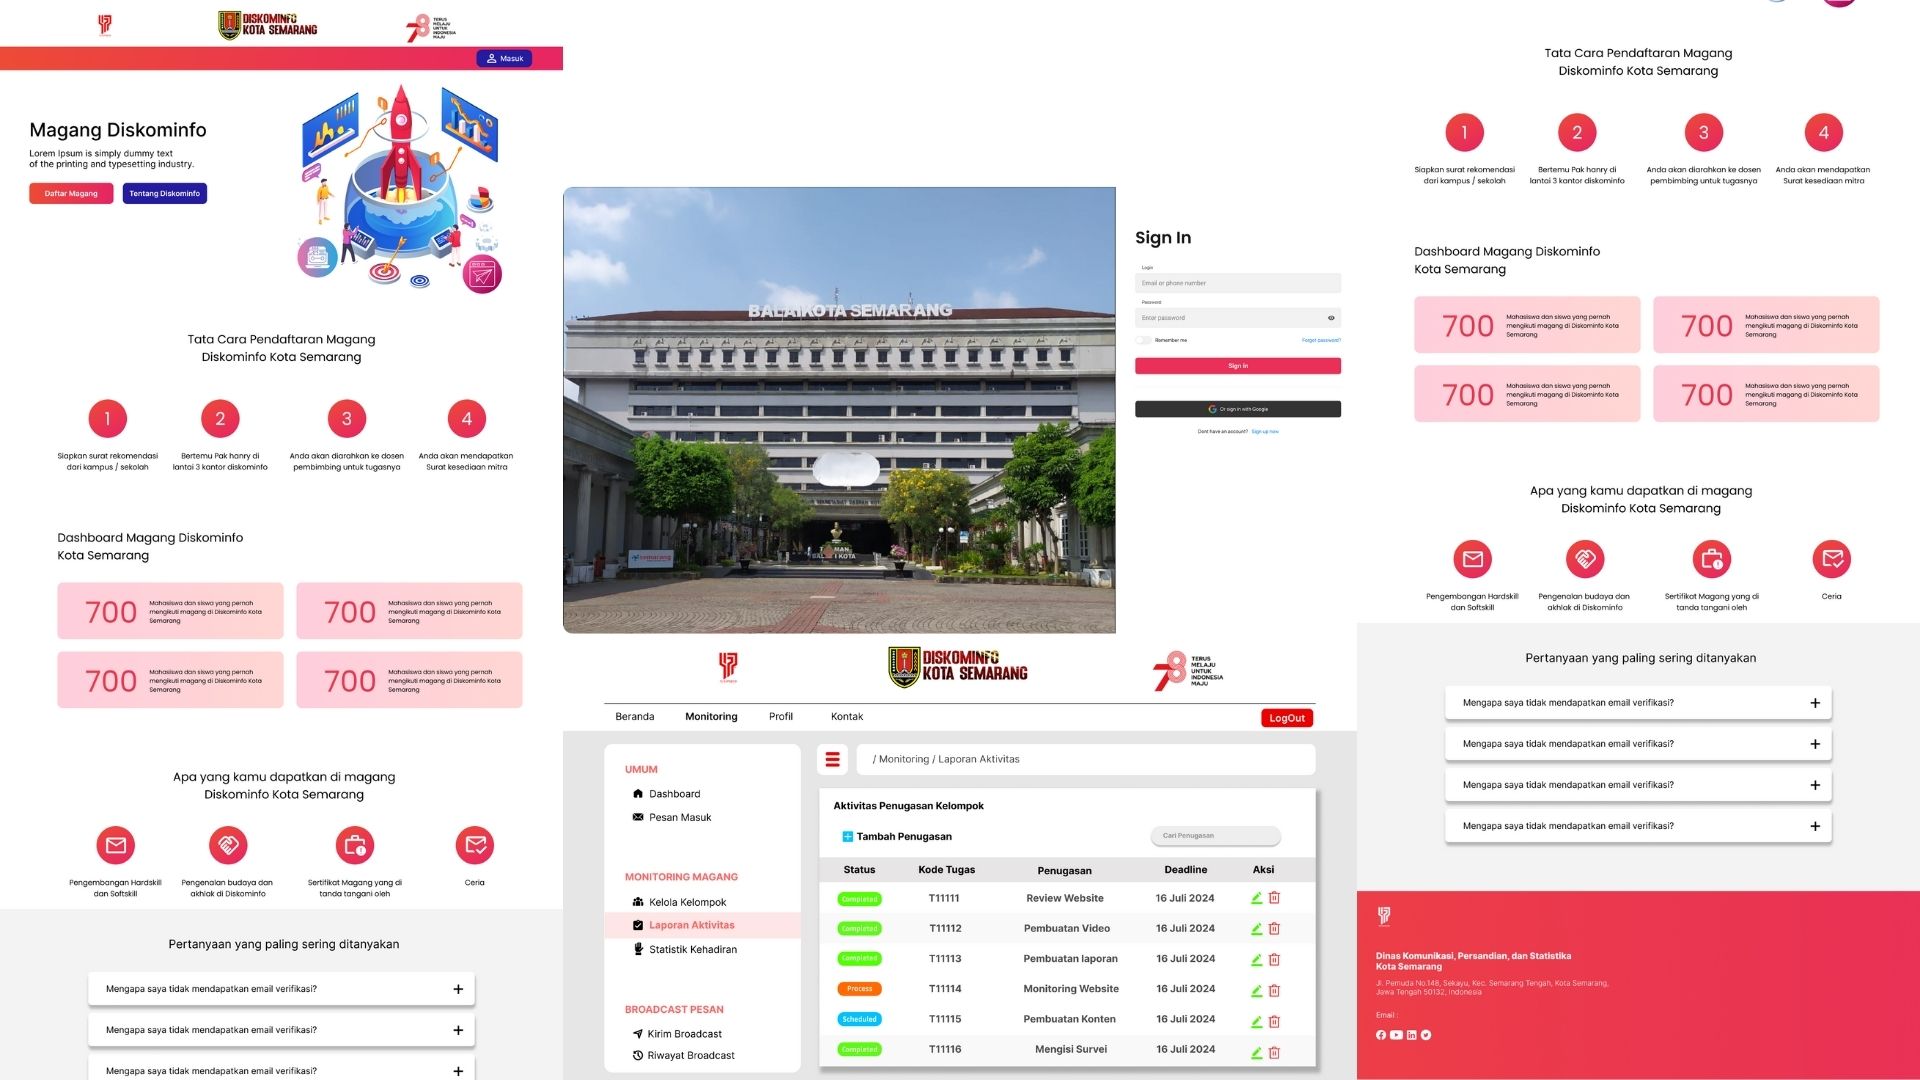 DISKOMINFO
KOTA SEMARANG
78
TERUS
MELAJU
UNTUK
INDONESIA
MAJU
Masuk
Magang Diskominfo
Lorem Ipsum is simply dummy text
of the printing and typesetting industry.
Daftar Magang
Tentang Diskominfo
Tata Cara Pendaftaran Magang
Diskominfo Kota Semarang
1
2
3
4
Siapkan surat rekomendasi
dari kampus / sekolah
Bertemu Pak hanry di
lantai 3 kantor diskominfo
Anda akan diarahkan ke dosen
pembimbing untuk tugasnya
Anda akan mendapatkan
Surat kesediaan mitra
Dashboard Magang Diskominfo
Kota Semarang
700
Mahasiswa dan siswa yang pernah
mengikuti magang di Diskominfo Kota
Semarang
700
Mahasiswa dan siswa yang pernah
mengikuti magang di Diskominfo Kota
Semarang
700
Mahasiswa dan siswa yang pernah
mengikuti magang di Diskominfo Kota
Semarang
700
Mahasiswa dan siswa yang pernah
mengikuti magang di Diskominfo Kota
Semarang
Apa yang kamu dapatkan di magang
Diskominfo Kota Semarang
Pengembangan Hardskill
dan Softskill
Pengenalan budaya dan
akhlak di Diskominfo
Sertifikat Magang yang di
tanda tangani oleh
Ceria
Pertanyaan yang paling sering ditanyakan
Mengapa saya tidak mendapatkan email verifikasi?
Mengapa saya tidak mendapatkan email verifikasi?
Mengapa saya tidak mendapatkan email verifikasi?
BALAIKOTA SEMARANG
semarang
Sign In
Login
Email or phone number
Password
Enter password
Remember me
Forgot password?
Sign in
Or sign in with Google
Dont have an account? Sign up now
DISKOMINFO
KOTA SEMARANG
78
TERUS
MELAJU
UNTUK
INDONESIA
MAJU
Beranda
Monitoring
Profil
Kontak
LogOut
UMUM
Dashboard
Pesan Masuk
MONITORING MAGANG
Kelola Kelompok
Laporan Aktivitas
Statistik Kehadiran
BROADCAST PESAN
Kirim Broadcast
Riwayat Broadcast
/ Monitoring / Laporan Aktivitas
Aktivitas Penugasan Kelompok
Tambah Penugasan
Cari Penugasan
Status Kode Tugas Penugasan Deadline Aksi
Completed T11111 Review Website 16 Juli 2024
Completed T11112 Pembuatan Video 16 Juli 2024
Completed T11113 Pembuatan laporan 16 Juli 2024
Process T11114 Monitoring Website 16 Juli 2024
Scheduled T11115 Pembuatan Konten 16 Juli 2024
Completed T11116 Mengisi Survei 16 Juli 2024
Tata Cara Pendaftaran Magang
Diskominfo Kota Semarang
1
2
3
4
Siapkan surat rekomendasi
dari kampus / sekolah
Bertemu Pak hanry di
lantai 3 kantor diskominfo
Anda akan diarahkan ke dosen
pembimbing untuk tugasnya
Anda akan mendapatkan
Surat kesediaan mitra
Dashboard Magang Diskominfo
Kota Semarang
700
Mahasiswa dan siswa yang pernah
mengikuti magang di Diskominfo Kota
Semarang
700
Mahasiswa dan siswa yang pernah
mengikuti magang di Diskominfo Kota
Semarang
700
Mahasiswa dan siswa yang pernah
mengikuti magang di Diskominfo Kota
Semarang
700
Mahasiswa dan siswa yang pernah
mengikuti magang di Diskominfo Kota
Semarang
Apa yang kamu dapatkan di magang
Diskominfo Kota Semarang
Pengembangan Hardskill
dan Softskill
Pengenalan budaya dan
akhlak di Diskominfo
Sertifikat Magang yang di
tanda tangani oleh
Ceria
Pertanyaan yang paling sering ditanyakan
Mengapa saya tidak mendapatkan email verifikasi?
Mengapa saya tidak mendapatkan email verifikasi?
Mengapa saya tidak mendapatkan email verifikasi?
Mengapa saya tidak mendapatkan email verifikasi?
Dinas Komunikasi, Persandian, dan Statistika
Kota Semarang
Jl. Pemuda No.148, Sekayu, Kec. Semarang Tengah, Kota Semarang,
Jawa Tengah 50132, Indonesia
Email :